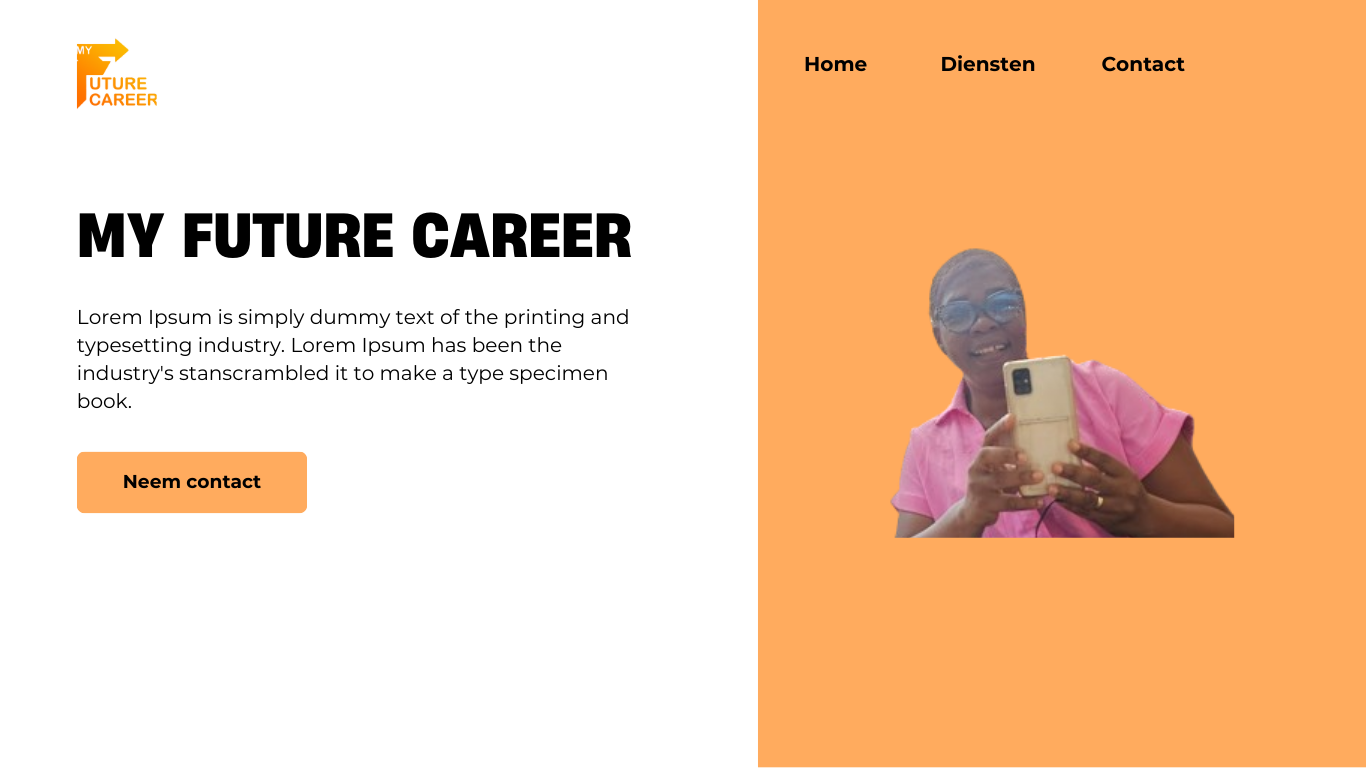 MY
UTURE
CAREER
Home Diensten Contact
MY FUTURE CAREER
Lorem Ipsum is simply dummy text of the printing and
typesetting industry. Lorem Ipsum has been the
industry's stanscrambled it to make a type specimen
book.
Neem contact